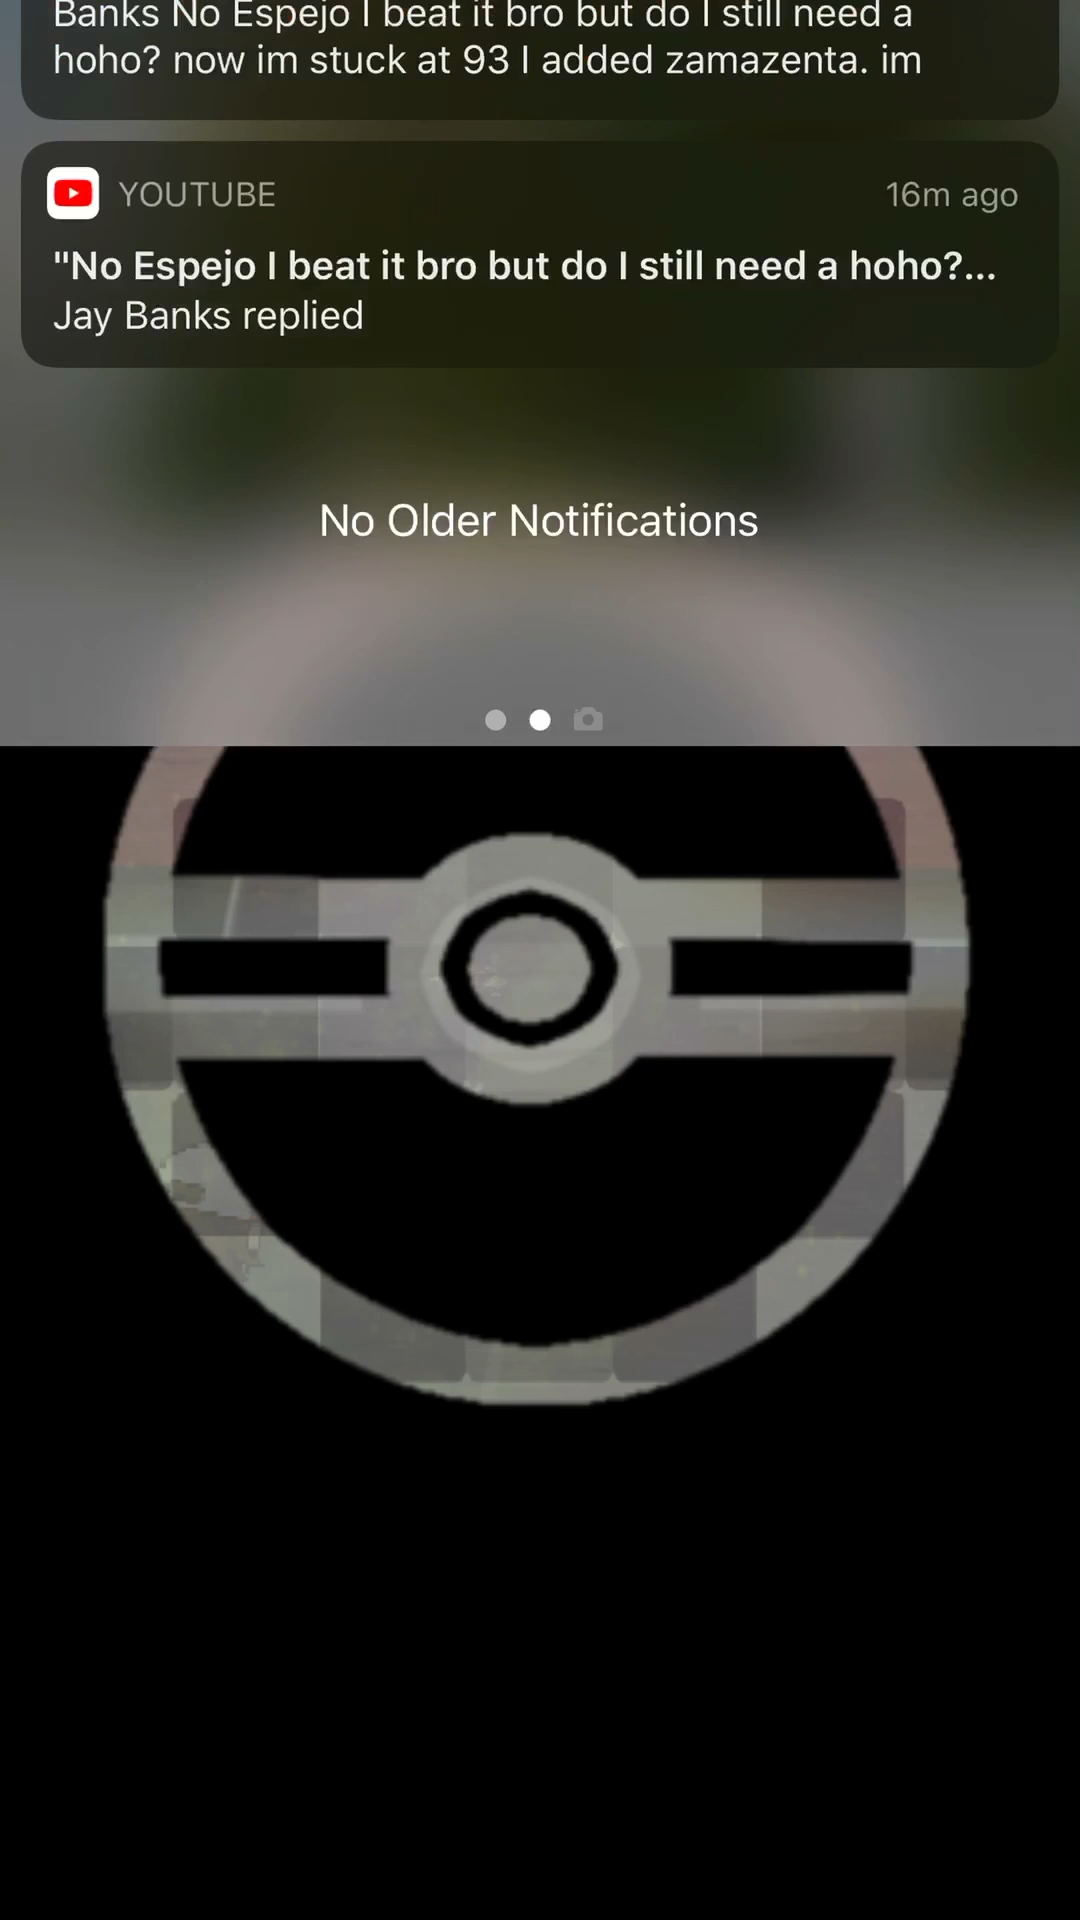 Banks No Espejo I beat it bro but do I still need a
hoho? now im stuck at 93 I added zamazenta. im
YOUTUBE
16m ago
"No Espejo I beat it bro but do I still need a hoho?...
Jay Banks replied
No Older Notifications